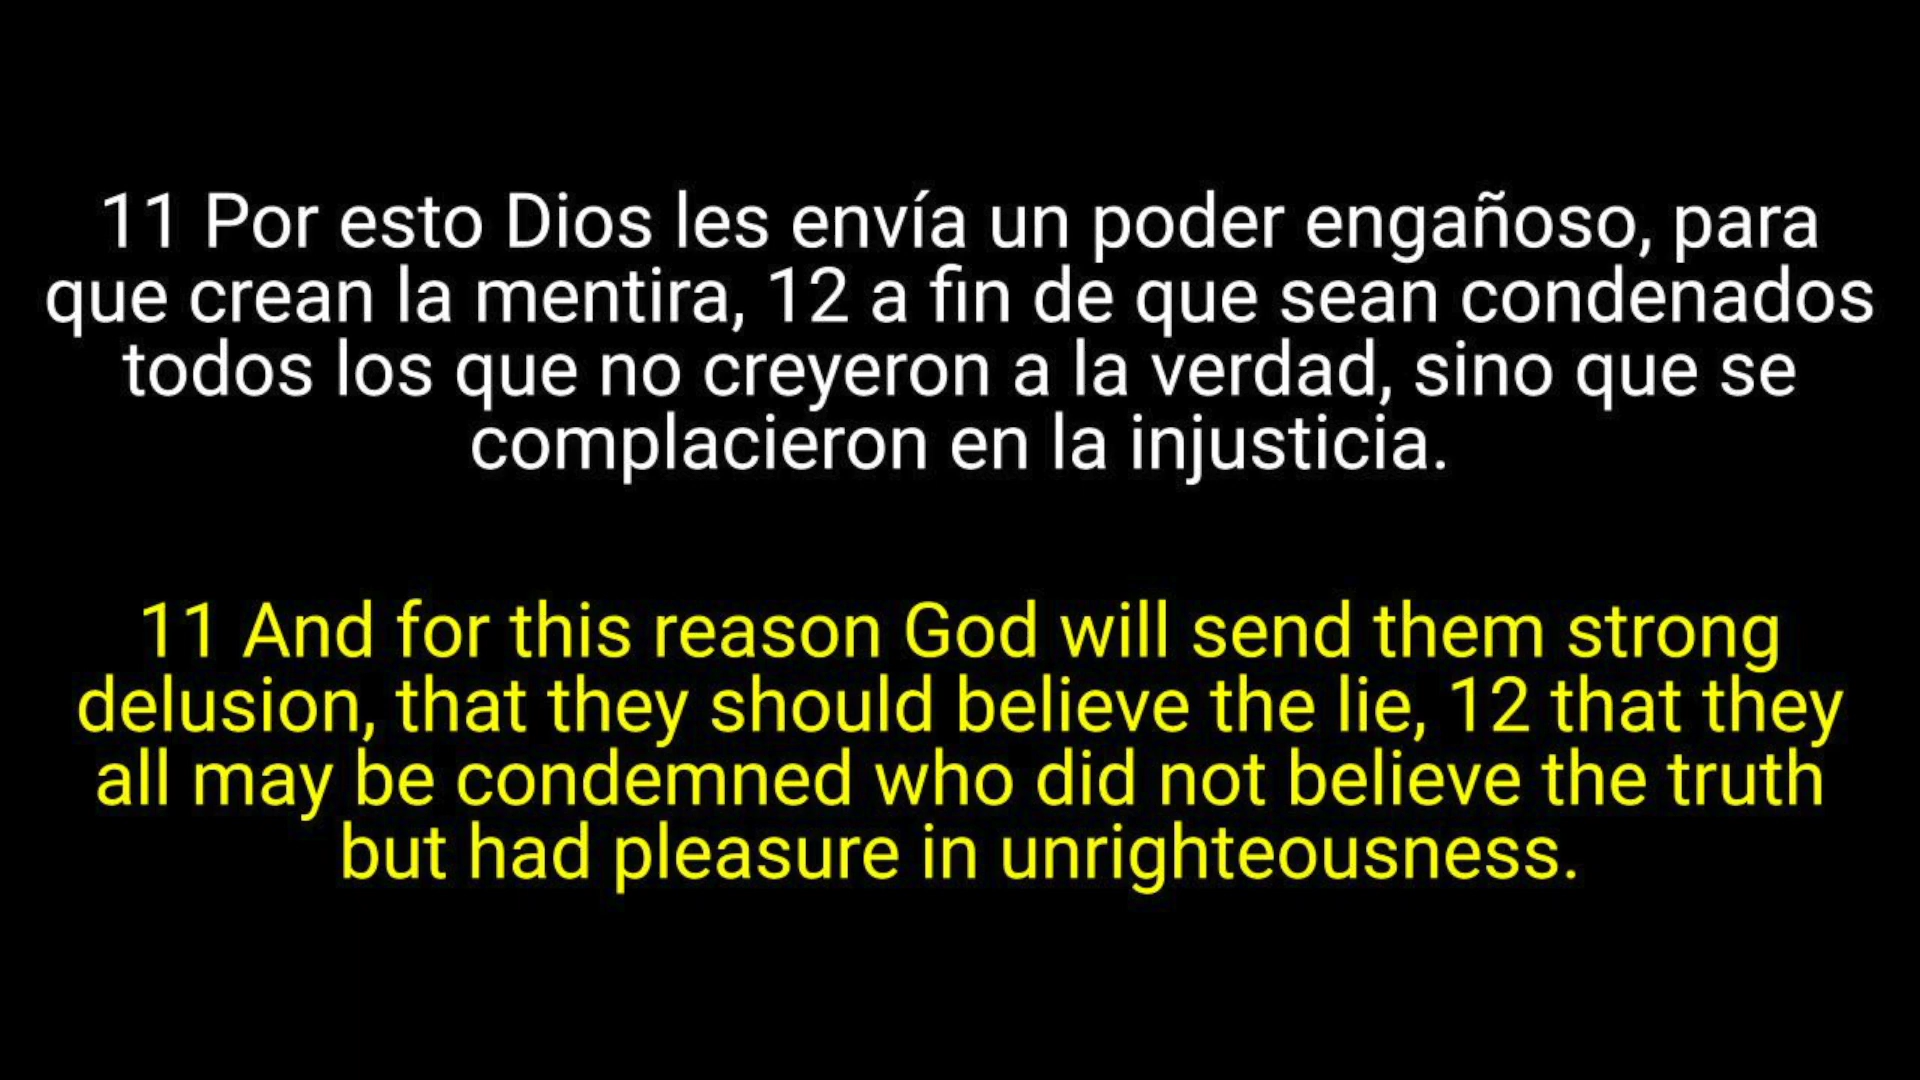 11 Por esto Dios les envía un poder engañoso, para
que crean la mentira, 12 a fin de que sean condenados
todos los que no creyeron a la verdad, sino que se
complacieron en la injusticia.
11 And for this reason God will send them strong
delusion, that they should believe the lie, 12 that they
all may be condemned who did not believe the truth
but had pleasure in unrighteousness.